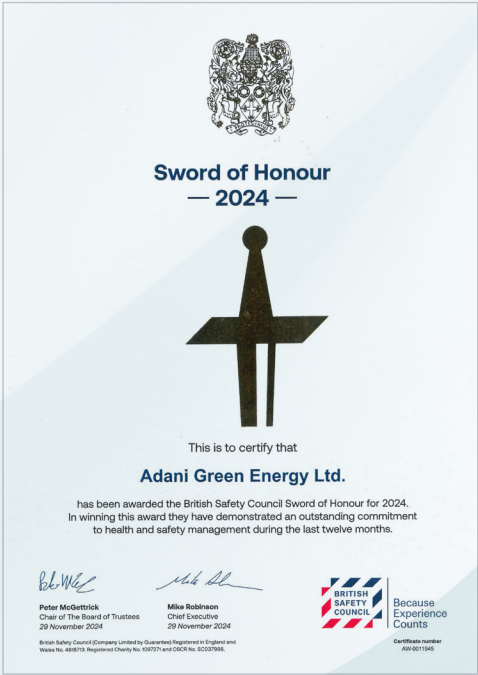 Sword of Honour
— 2024 —
This is to certify that
Adani Green Energy Ltd.
has been awarded the British Safety Council Sword of Honour for 2024.
In winning this award they have demonstrated an outstanding commitment
to health and safety management during the last twelve months.
Peter McGettrick
Chair of The Board of Trustees
29 November 2024
Mike Robinson
Chief Executive
29 November 2024
BRITISH
SAFETY
COUNCIL
Because
Experience
Counts
British Safety Council (Company Limited by Guarantee) Registered in England and
Wales No. 4618713. Registered Charity No. 1097271 and OSCR No. SC037998.
Certificate number
AW-0011945